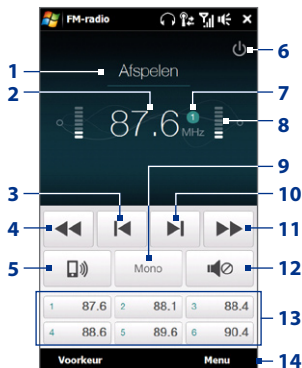 FM-radio
6
1
Afspelen
2
7
87.6
1
MHz
8
9
3
10
4
11
5
Mono
12
1 87.6 2 88.1 3 88.4
4 88.6 5 89.6 6 90.4
13
Voorkeur Menu
14